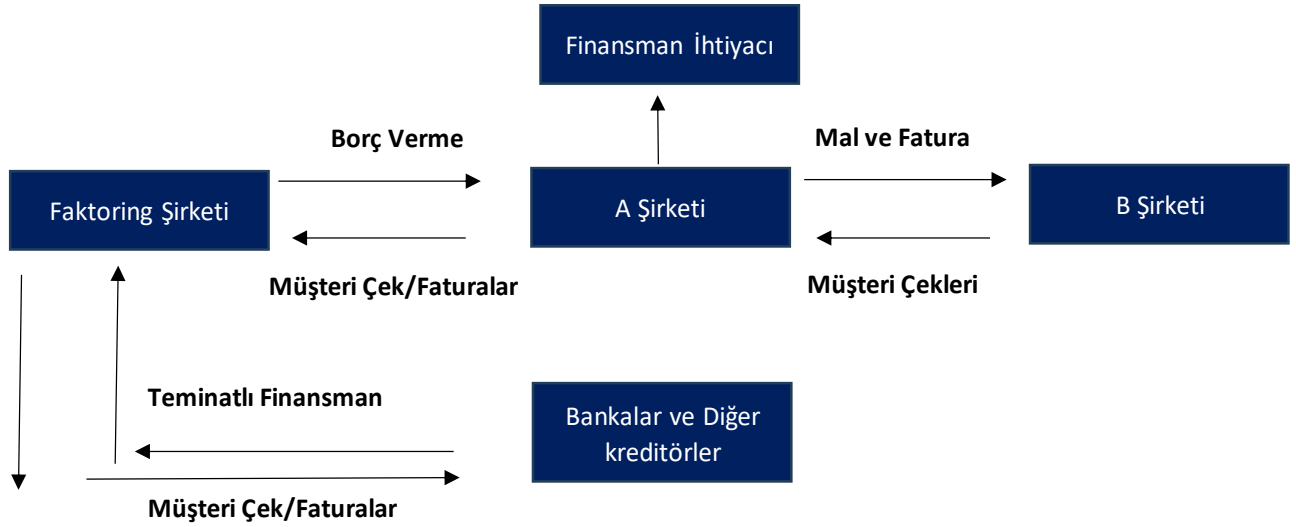 Finansman İhtiyacı
Borç Verme
Mal ve Fatura
Faktoring Şirketi
A Şirketi
B Şirketi
Müşteri Çek/Faturalar
Müşteri Çekleri
Teminatlı Finansman
Bankalar ve Diğer
kreditörler
Müşteri Çek/Faturalar